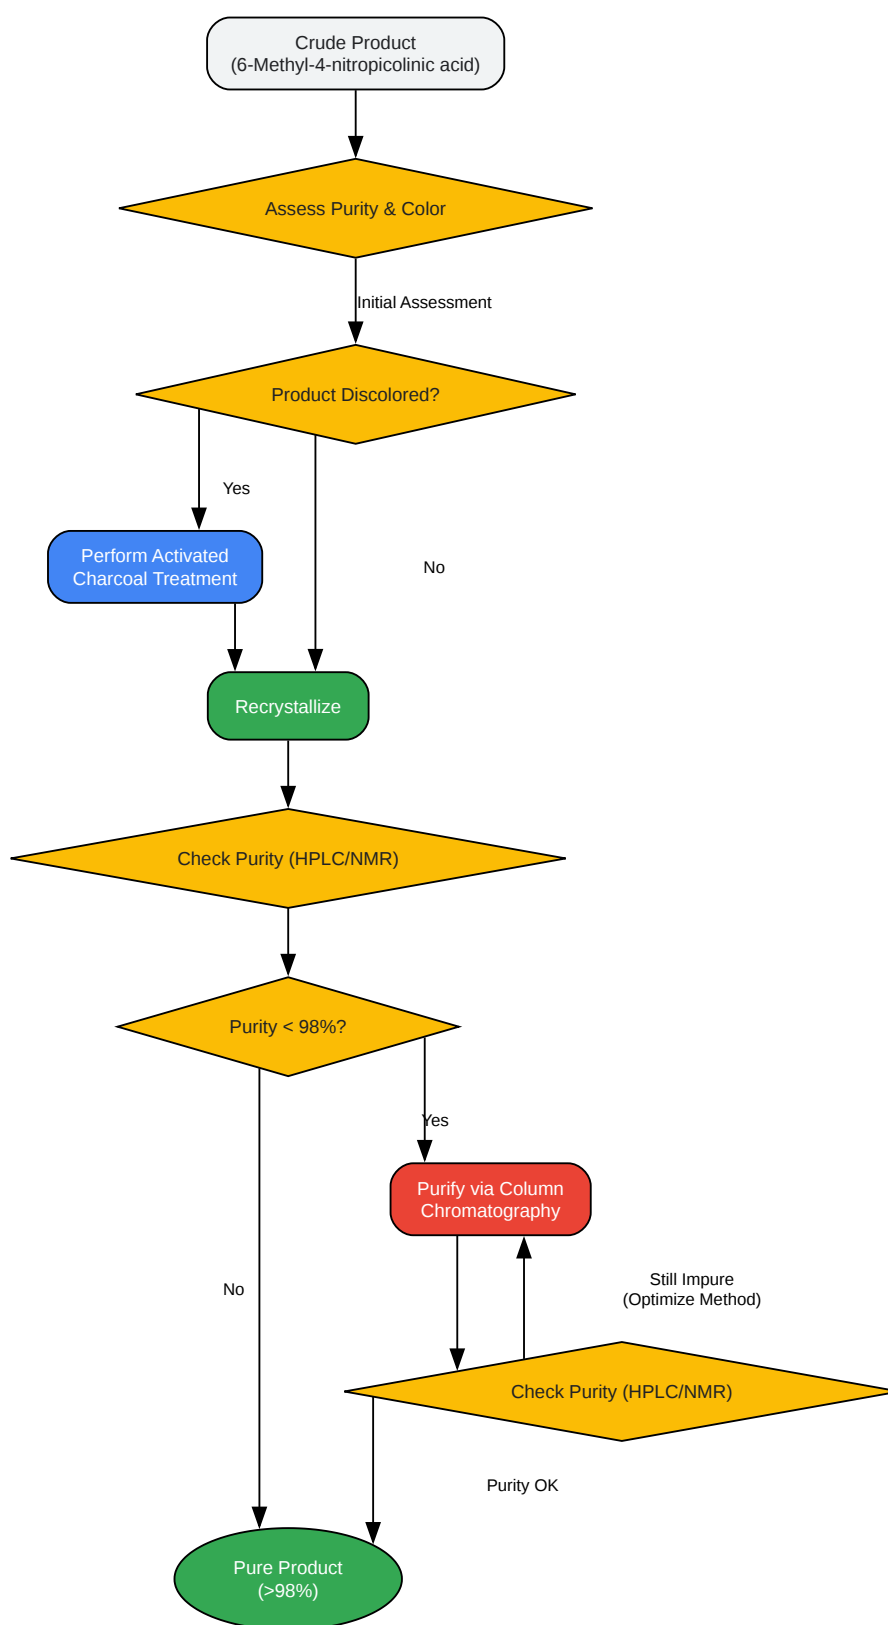 Crude Product
(6-Methyl-4-nitropicolinic acid)
Assess Purity & Color
Initial Assessment
Product Discolored?
Yes
Perform Activated
Charcoal Treatment
No
Recrystallize
Check Purity (HPLC/NMR)
Purity < 98%?
Yes
Purify via Column
Chromatography
No
Still Impure
(Optimize Method)
Check Purity (HPLC/NMR)
Purity OK
Pure Product
(>98%)